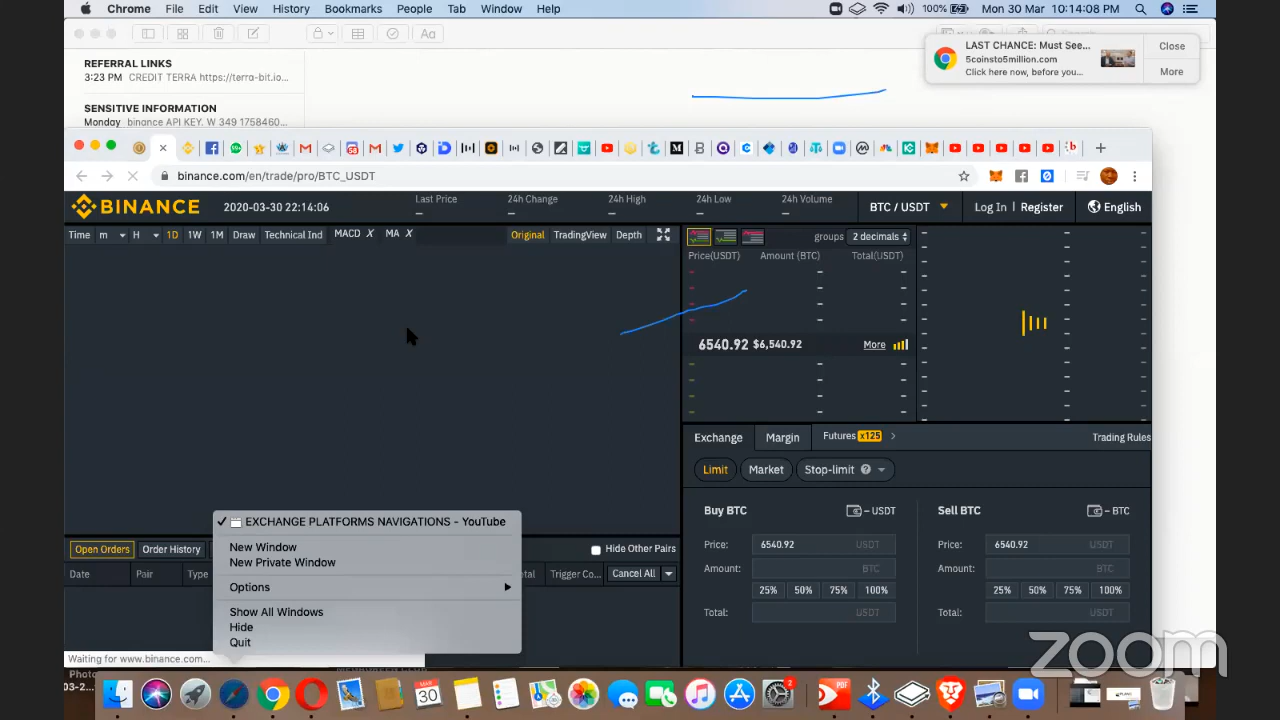 Chrome File Edit View History Bookmarks People Tab Window Help
100% Mon 30 Mar 10:14:08 PM
Aa
REFERRAL LINKS
3:23 PM CREDIT TERRA https://terra-bit.io...
SENSITIVE INFORMATION
Monday binance API KEY. W 349 1758460...
LAST CHANCE: Must See...
5coinsto5million.com
Click here now, before you...
Close
More
binance.com/en/trade/pro/BTC_USDT
BINANCE
2020-03-30 22:14:06
Last Price
24h Change
24h High
24h Low
24h Volume
BTC / USDT
Log In | Register
English
Time m H 1D 1W 1M Draw Technical Ind MACD X MA X
Original TradingView Depth
groups 2 decimals
Price(USDT) Amount (BTC) Total(USDT)
6540.92 $6,540.92 More
Exchange Margin Futures x125
Trading Rules
Limit Market Stop-limit
Buy BTC – USDT
Price: 6540.92 USDT
Amount: BTC
25% 50% 75% 100%
Total: USDT
Sell BTC – BTC
Price: 6540.92 USDT
Amount: BTC
25% 50% 75% 100%
Total: USDT
EXCHANGE PLATFORMS NAVIGATIONS - YouTube
New Window
New Private Window
Options
Show All Windows
Hide
Quit
Open Orders Order History
Hide Other Pairs
Date Pair Type
Trigger Co... Cancel All
Waiting for www.binance.com...
Photo
03-2...
MAR
30
2
PDF
zoom